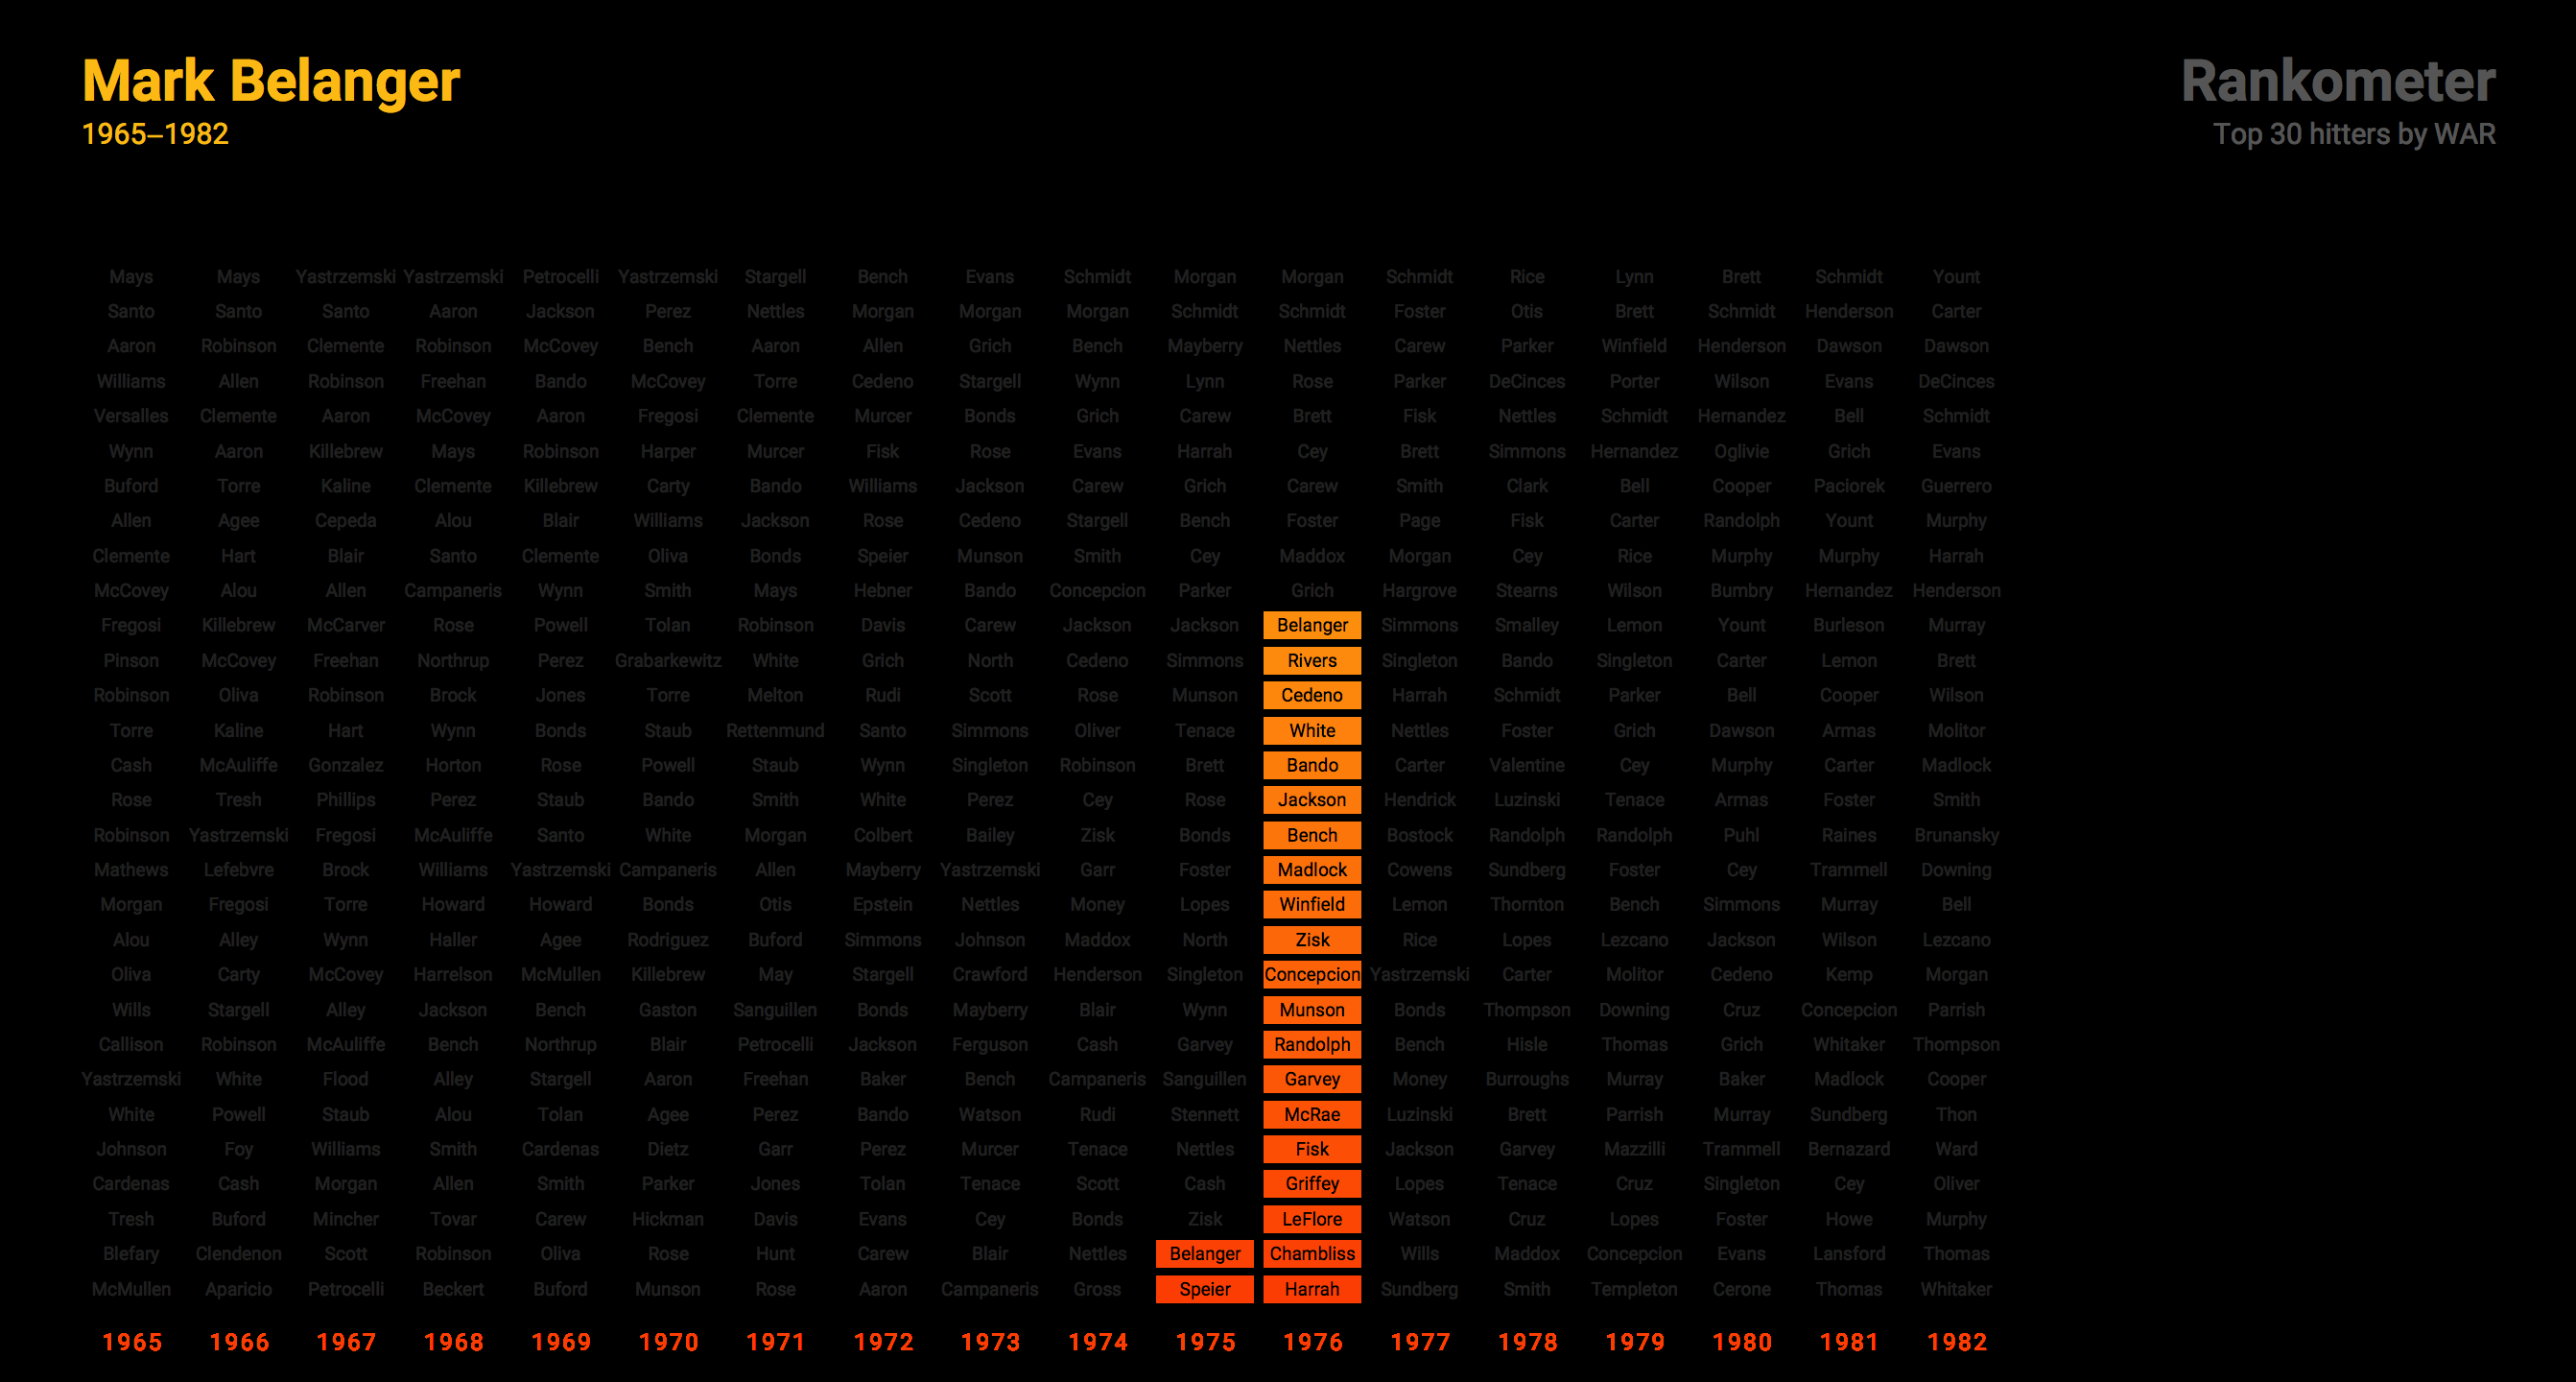 Mark Belanger
1965–1982
Rankometer
Top 30 hitters by WAR
Mays Mays Yastrzemski Yastrzemski Petrocelli Yastrzemski Stargell Bench Evans Schmidt Morgan Morgan Schmidt Rice Lynn Brett Schmidt Yount
Santo Santo Santo Aaron Jackson Perez Nettles Morgan Morgan Morgan Schmidt Schmidt Foster Otis Brett Schmidt Henderson Carter
Aaron Robinson Clemente Robinson McCovey Bench Aaron Allen Grich Bench Mayberry Nettles Carew Parker Winfield Henderson Dawson Dawson
Williams Allen Robinson Freehan Bando McCovey Torre Cedeno Stargell Wynn Lynn Rose Parker DeCinces Porter Wilson Evans DeCinces
Versalles Clemente Aaron McCovey Aaron Fregosi Clemente Murcer Bonds Grich Carew Brett Fisk Nettles Schmidt Hernandez Bell Schmidt
Wynn Aaron Killebrew Mays Robinson Harper Murcer Fisk Rose Evans Harrah Cey Brett Simmons Hernandez Oglivie Grich Evans
Buford Torre Kaline Clemente Killebrew Carty Bando Williams Jackson Carew Grich Carew Smith Clark Bell Cooper Paciorek Guerrero
Allen Agee Cepeda Alou Blair Williams Jackson Rose Cedeno Stargell Bench Foster Page Fisk Carter Randolph Yount Murphy
Clemente Hart Blair Santo Clemente Oliva Bonds Speier Munson Smith Cey Maddox Morgan Cey Rice Murphy Murphy Harrah
McCovey Alou Allen Campaneris Wynn Smith Mays Hebner Bando Concepcion Parker Grich Hargrove Stearns Wilson Bumbry Hernandez Henderson
Fregosi Killebrew McCarver Rose Powell Tolan Robinson Davis Carew Jackson Jackson Belanger Simmons Smalley Lemon Yount Burleson Murray
Pinson McCovey Freehan Northrup Perez Grabarkewitz White Grich North Cedeno Simmons Rivers Singleton Bando Singleton Carter Lemon Brett
Robinson Oliva Robinson Brock Jones Torre Melton Rudi Scott Rose Munson Cedeno Harrah Schmidt Parker Bell Cooper Wilson
Torre Kaline Hart Wynn Bonds Staub Rettenmund Santo Simmons Oliver Tenace White Nettles Foster Grich Dawson Armas Molitor
Cash McAuliffe Gonzalez Horton Rose Powell Staub Wynn Singleton Robinson Brett Bando Carter Valentine Cey Murphy Carter Madlock
Rose Tresh Phillips Perez Staub Bando Smith White Perez Cey Rose Jackson Hendrick Luzinski Tenace Armas Foster Smith
Robinson Yastrzemski Fregosi McAuliffe Santo White Morgan Colbert Bailey Zisk Bonds Bench Bostock Randolph Randolph Puhl Raines Brunansky
Mathews Lefebvre Brock Williams Yastrzemski Campaneris Allen Mayberry Yastrzemski Garr Foster Madlock Cowens Sundberg Foster Cey Trammell Downing
Morgan Fregosi Torre Howard Howard Bonds Otis Epstein Nettles Money Lopes Winfield Lemon Thornton Bench Simmons Murray Bell
Alou Alley Wynn Haller Agee Rodriguez Buford Simmons Johnson Maddox North Zisk Rice Lopes Lezcano Jackson Wilson Lezcano
Oliva Carty McCovey Harrelson McMullen Killebrew May Stargell Crawford Henderson Singleton Concepcion Yastrzemski Carter Molitor Cedeno Kemp Morgan
Wills Stargell Alley Jackson Bench Gaston Sanguillen Bonds Mayberry Blair Wynn Munson Bonds Thompson Downing Cruz Concepcion Parrish
Callison Robinson McAuliffe Bench Northrup Blair Petrocelli Jackson Ferguson Cash Garvey Randolph Bench Hisle Thomas Grich Whitaker Thompson
Yastrzemski White Flood Alley Stargell Aaron Freehan Baker Bench Campaneris Sanguillen Garvey Money Burroughs Murray Baker Madlock Cooper
White Powell Staub Alou Tolan Agee Perez Bando Watson Rudi Stennett McRae Luzinski Brett Parrish Murray Sundberg Thon
Johnson Foy Williams Smith Cardenas Dietz Garr Perez Murcer Tenace Nettles Fisk Jackson Garvey Mazzilli Trammell Bernazard Ward
Cardenas Cash Morgan Allen Smith Parker Jones Tolan Tenace Scott Cash Griffey Lopes Tenace Cruz Singleton Cey Oliver
Tresh Buford Mincher Tovar Carew Hickman Davis Evans Cey Bonds Zisk LeFlore Watson Cruz Lopes Foster Howe Murphy
Blefary Clendenon Scott Robinson Oliva Rose Hunt Carew Blair Nettles Belanger Chambliss Wills Maddox Concepcion Evans Lansford Thomas
McMullen Aparicio Petrocelli Beckert Buford Munson Rose Aaron Campaneris Gross Speier Harrah Sundberg Smith Templeton Cerone Thomas Whitaker
1965 1966 1967 1968 1969 1970 1971 1972 1973 1974 1975 1976 1977 1978 1979 1980 1981 1982